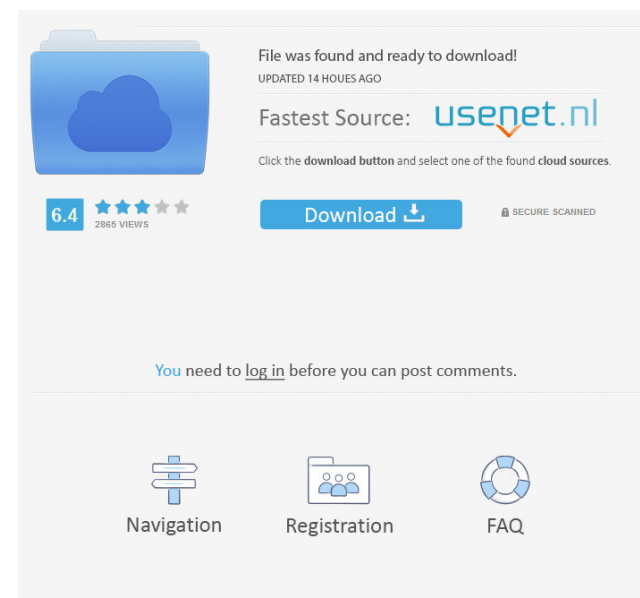 File was found and ready to download!
UPDATED 14 HOUES AGO
Fastest Source: usenet.nl
Click the download button and select one of the found cloud sources.
6.4
2865 VIEWS
Download
SECURE SCANNED
You need to log in before you can post comments.
Navigation
Registration
FAQ